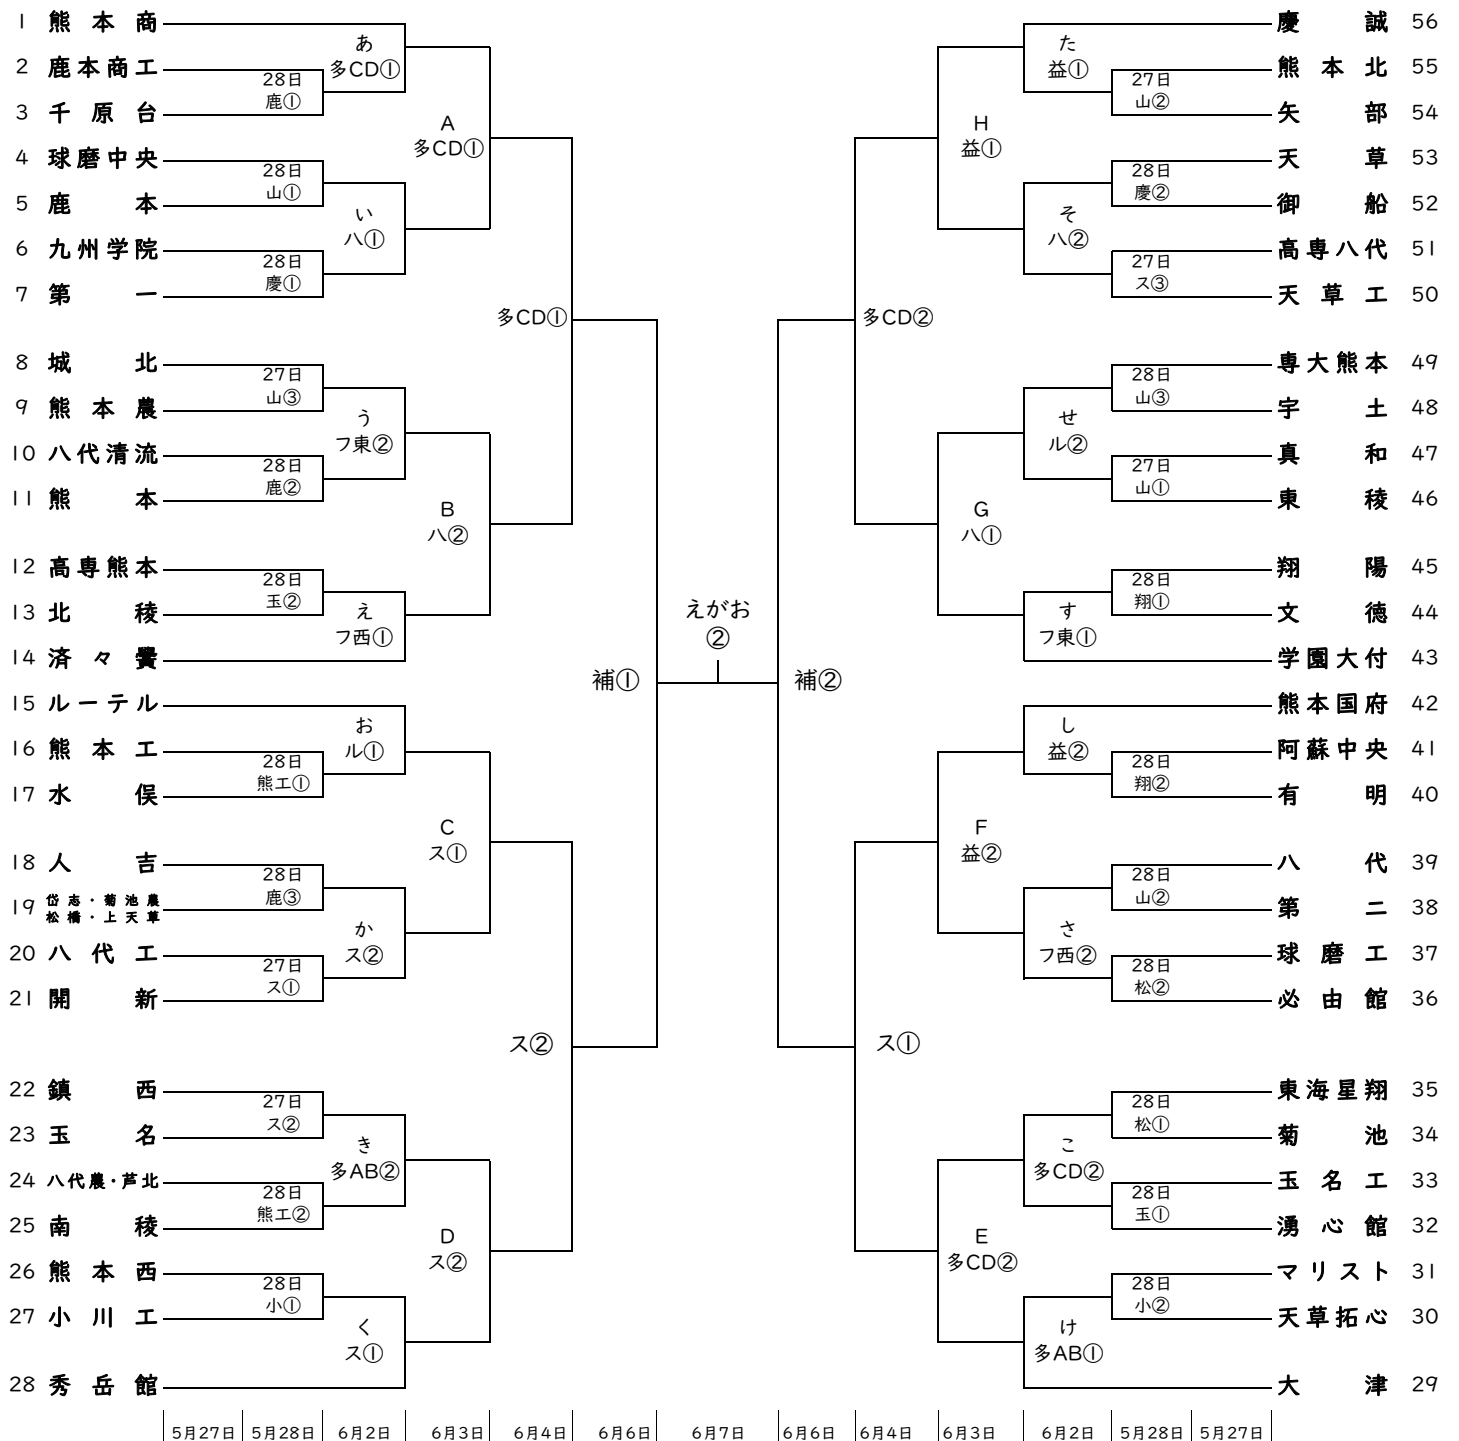 1 熊本商
2 鹿本商工
3 千原台
4 球磨中央
5 鹿本
6 九州学院
7 第一
8 城北
9 熊本農
10 八代清流
11 熊本
12 高専熊本
13 北稜
14 済々黌
15 ルーテル
16 熊本工
17 水俣
18 人吉
19 岱志・菊池農
松橋・上天草
20 八代工
21 開新
22 鎮西
23 玉名
24 八代農・芦北
25 南稜
26 熊本西
27 小川工
28 秀岳館
28日
鹿①
28日
山①
28日
慶①
27日
山③
28日
鹿②
28日
玉②
28日
熊工①
28日
鹿③
27日
ス①
27日
ス②
28日
熊工②
28日
小①
あ
多CD①
い
ハ①
う
フ東②
え
フ西①
お
ル①
か
ス②
き
多AB②
く
ス①
A
多CD①
B
ハ②
C
ス①
D
ス②
多CD①
ス②
補①
えがお
②
補②
多CD②
ス①
H
益①
G
ハ①
F
益②
E
多CD②
た
益①
そ
ハ②
せ
ル②
す
フ東①
し
益②
さ
フ西②
こ
多CD②
け
多AB①
27日
山②
28日
慶②
27日
ス③
28日
山③
27日
山①
28日
翔①
28日
翔②
28日
山②
28日
松②
28日
松①
28日
玉①
28日
小②
慶誠 56
熊本北 55
矢部 54
天草 53
御船 52
高専八代 51
天草工 50
専大熊本 49
宇土 48
真和 47
東稜 46
翔陽 45
文徳 44
学園大付 43
熊本国府 42
阿蘇中央 41
有明 40
八代 39
第二 38
球磨工 37
必由館 36
東海星翔 35
菊池 34
玉名工 33
湧心館 32
マリスト 31
天草拓心 30
大津 29
5月27日 5月28日 6月2日 6月3日 6月4日 6月6日 6月7日 6月6日 6月4日 6月3日 6月2日 5月28日 5月27日